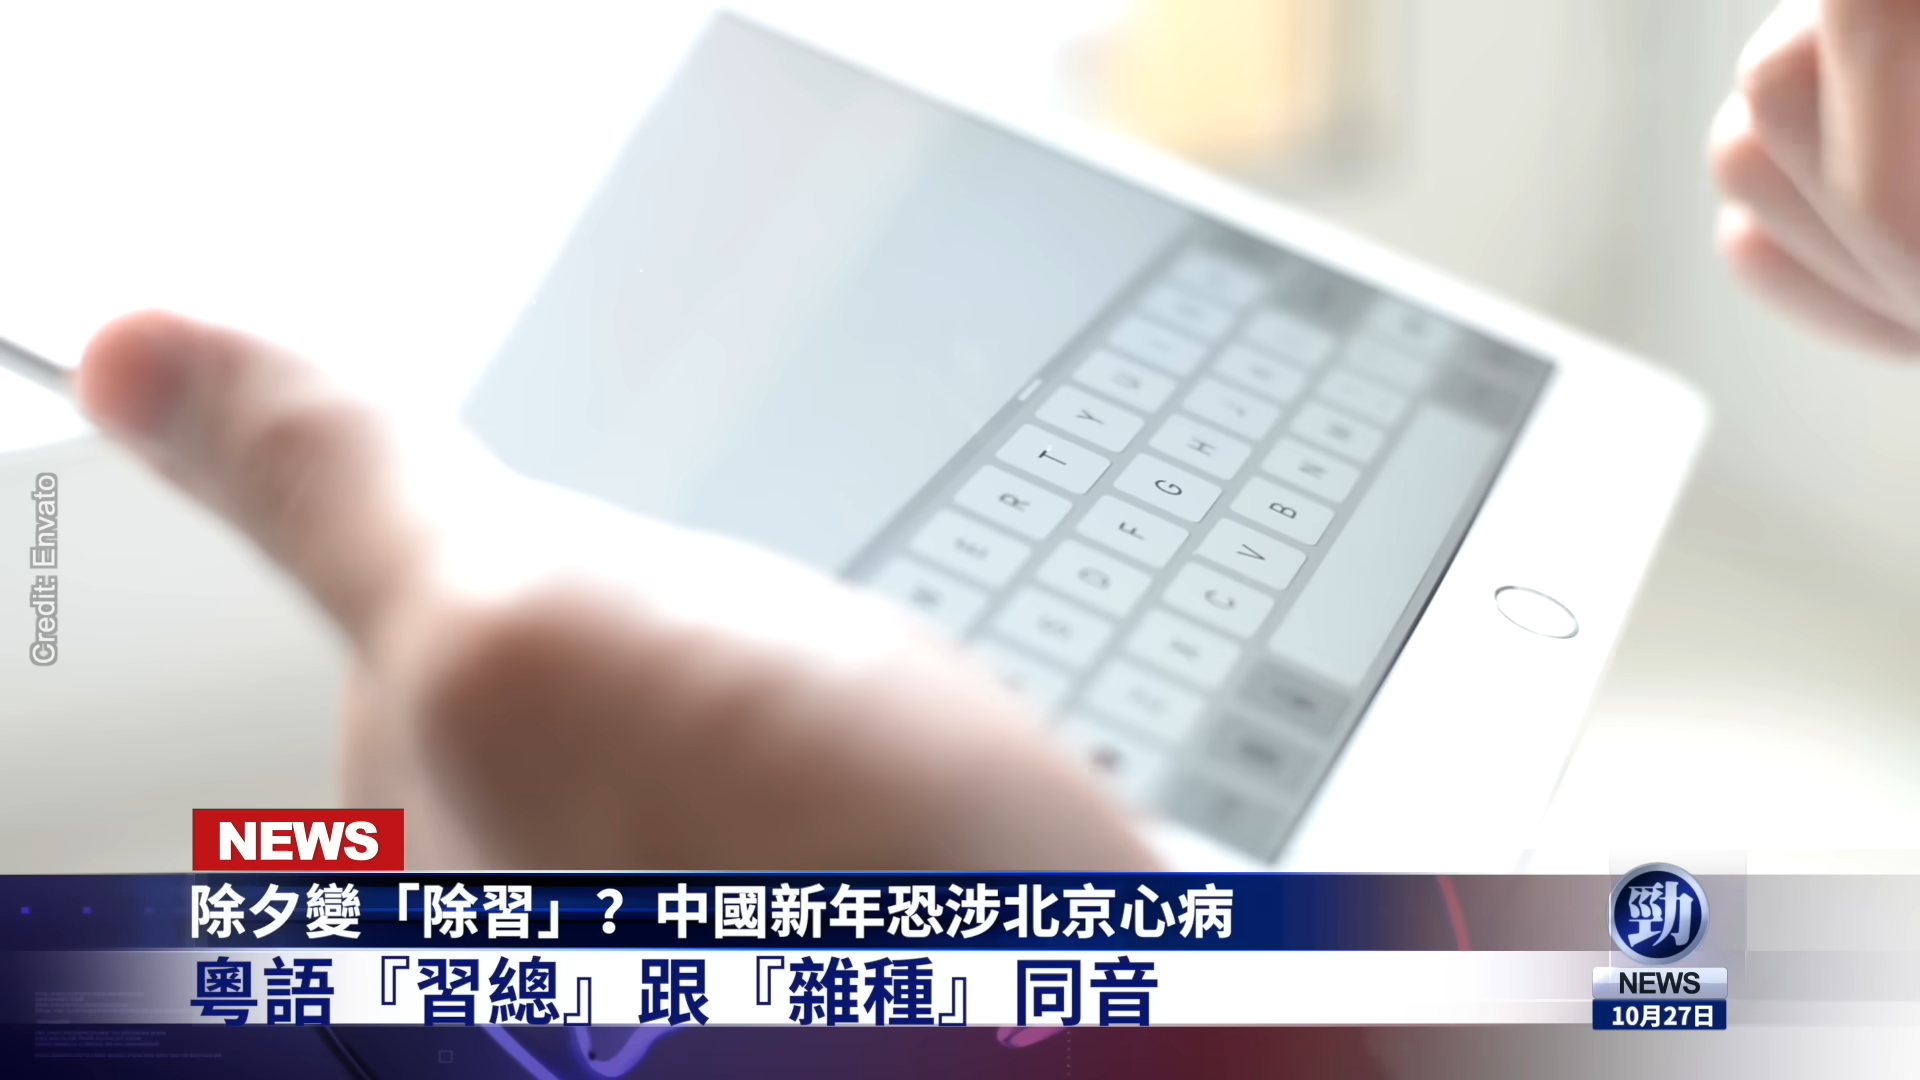 Credit: Envato
T Y
R
F G H
C V B N
NEWS
除夕變「除習」？中國新年恐涉北京心病
粵語『習總』跟『雜種』同音
勁
NEWS
10月27日